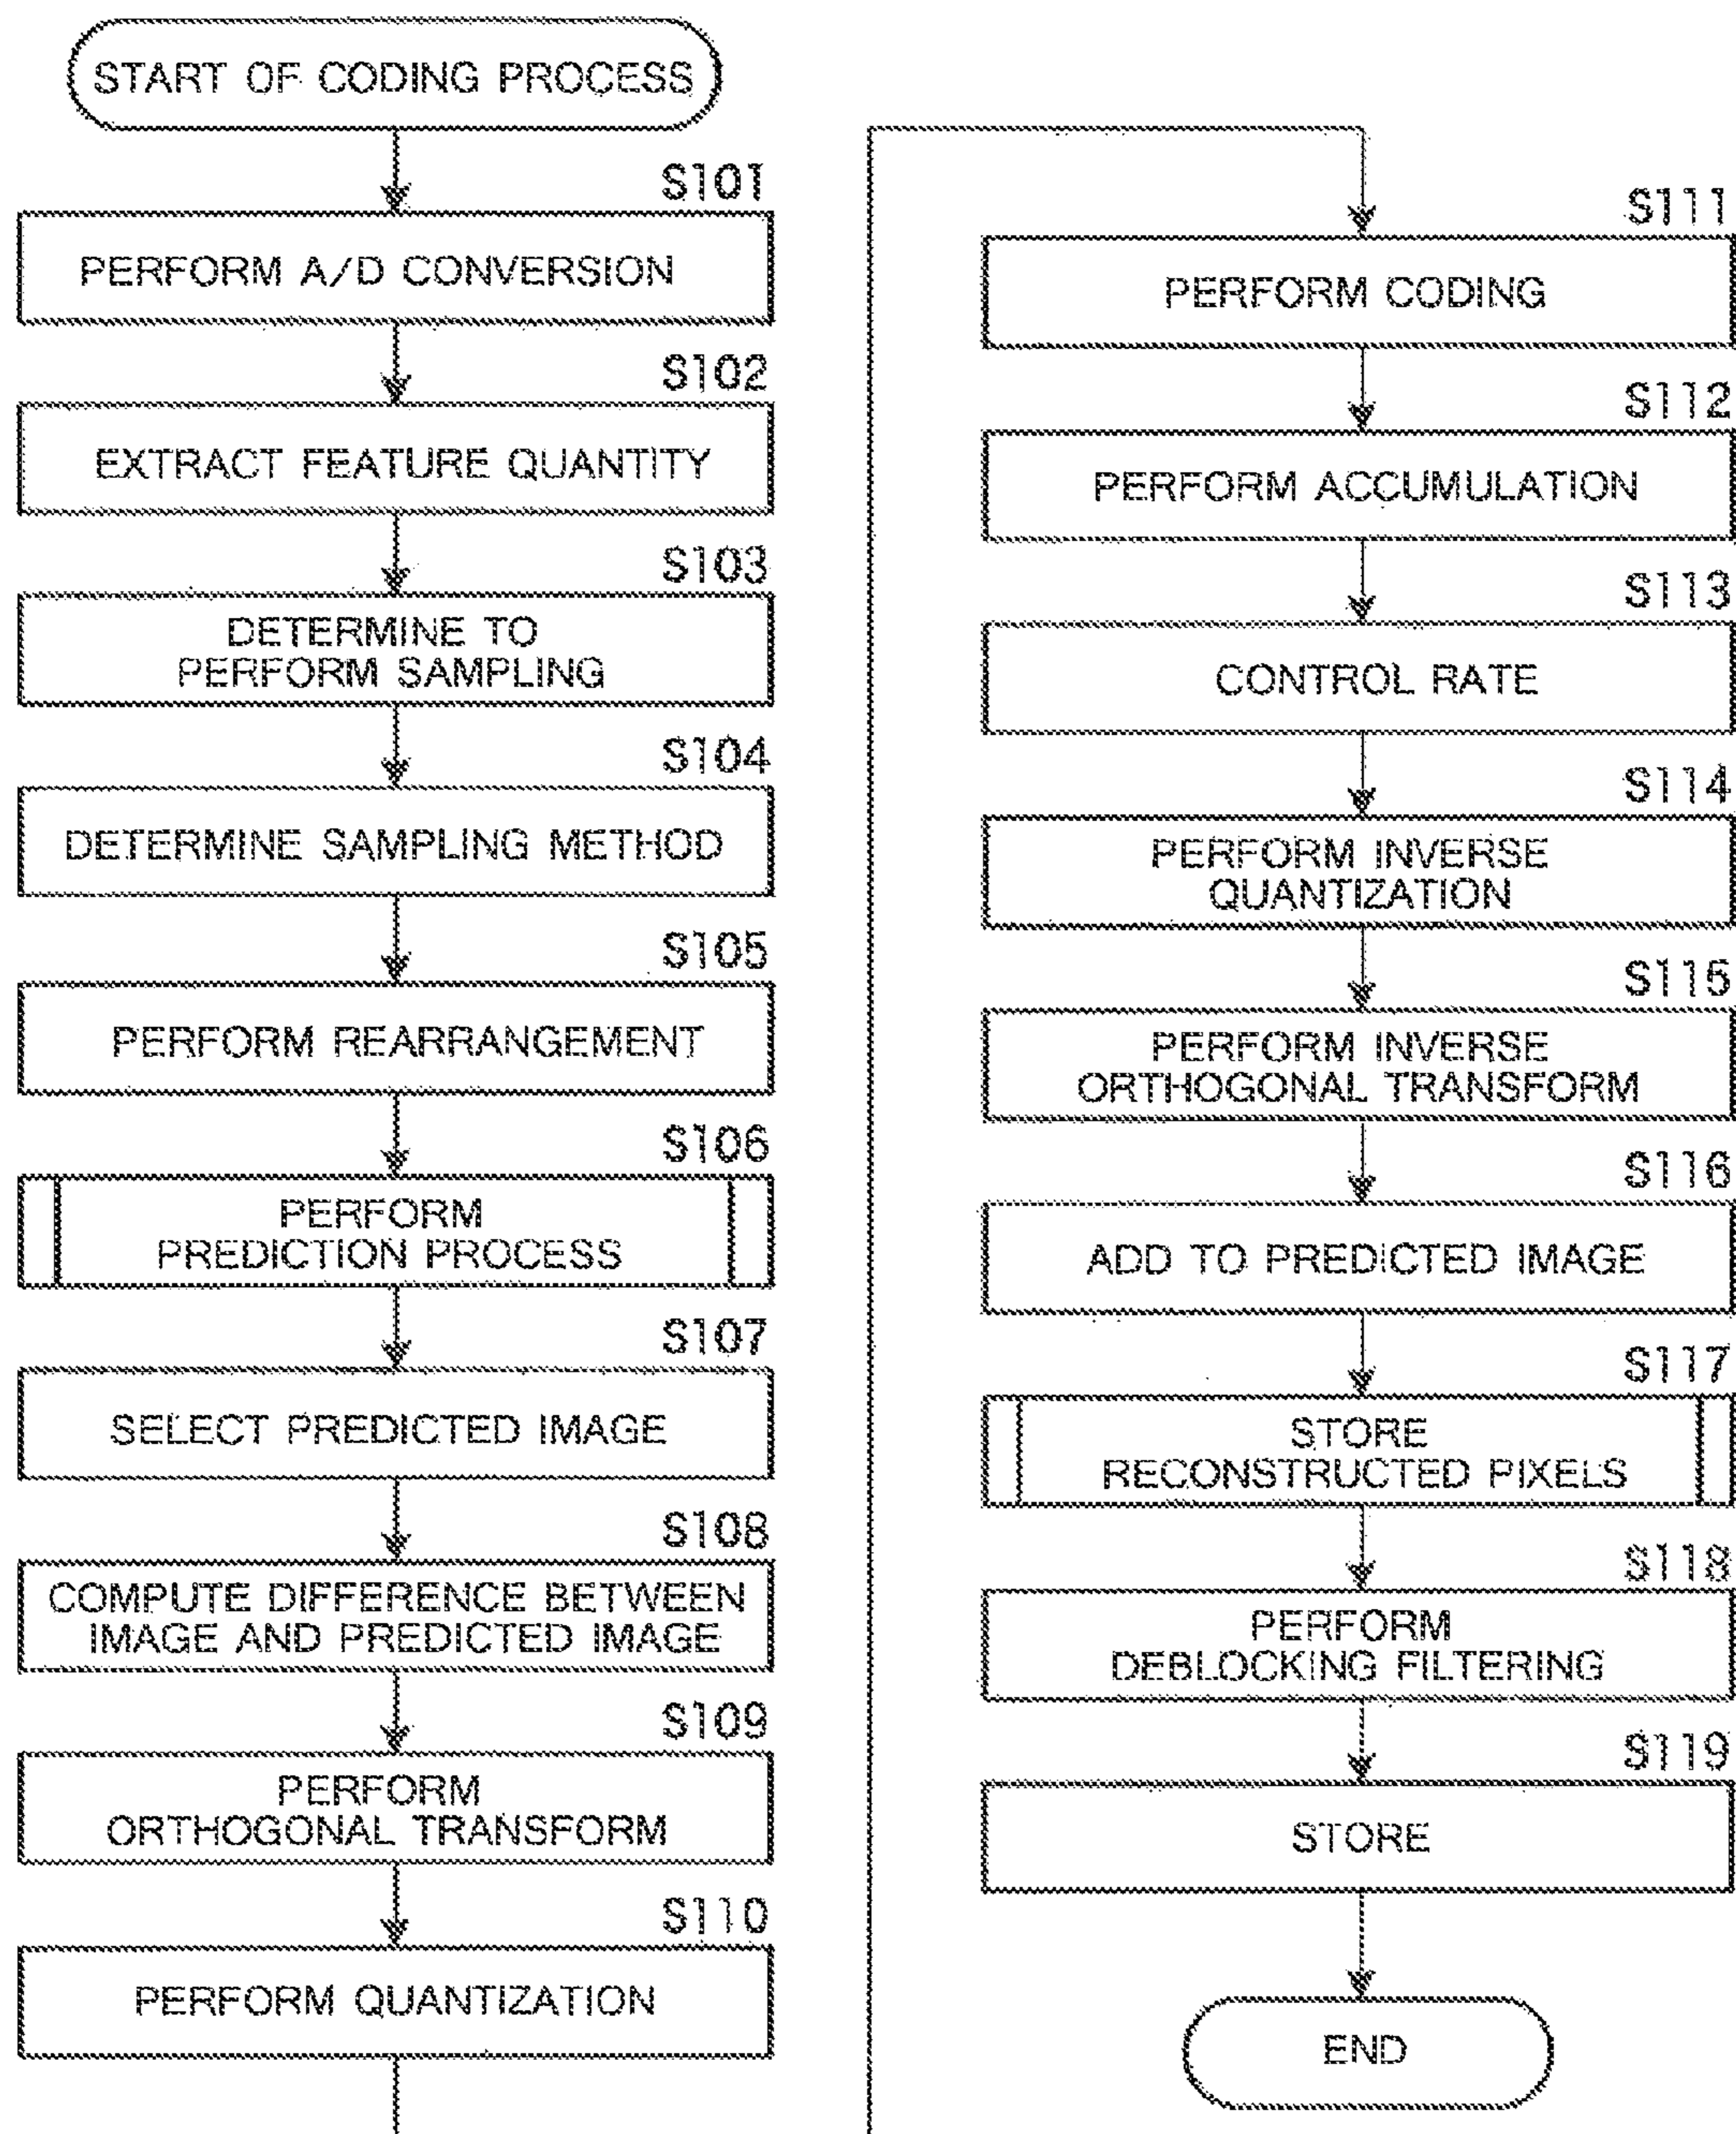 START OF CODING PROCESS
S101
PERFORM A/D CONVERSION
S102
EXTRACT FEATURE QUANTITY
S103
DETERMINE TO
PERFORM SAMPLING
S104
DETERMINE SAMPLING METHOD
S105
PERFORM REARRANGEMENT
S106
PERFORM
PREDICTION PROCESS
S107
SELECT PREDICTED IMAGE
S108
COMPUTE DIFFERENCE BETWEEN
IMAGE AND PREDICTED IMAGE
S109
PERFORM
ORTHOGONAL TRANSFORM
S110
PERFORM QUANTIZATION
S111
PERFORM CODING
S112
PERFORM ACCUMULATION
S113
CONTROL RATE
S114
PERFORM INVERSE
QUANTIZATION
S115
PERFORM INVERSE
ORTHOGONAL TRANSFORM
S116
ADD TO PREDICTED IMAGE
S117
STORE
RECONSTRUCTED PIXELS
S118
PERFORM
DEBLOCKING FILTERING
S119
STORE
END